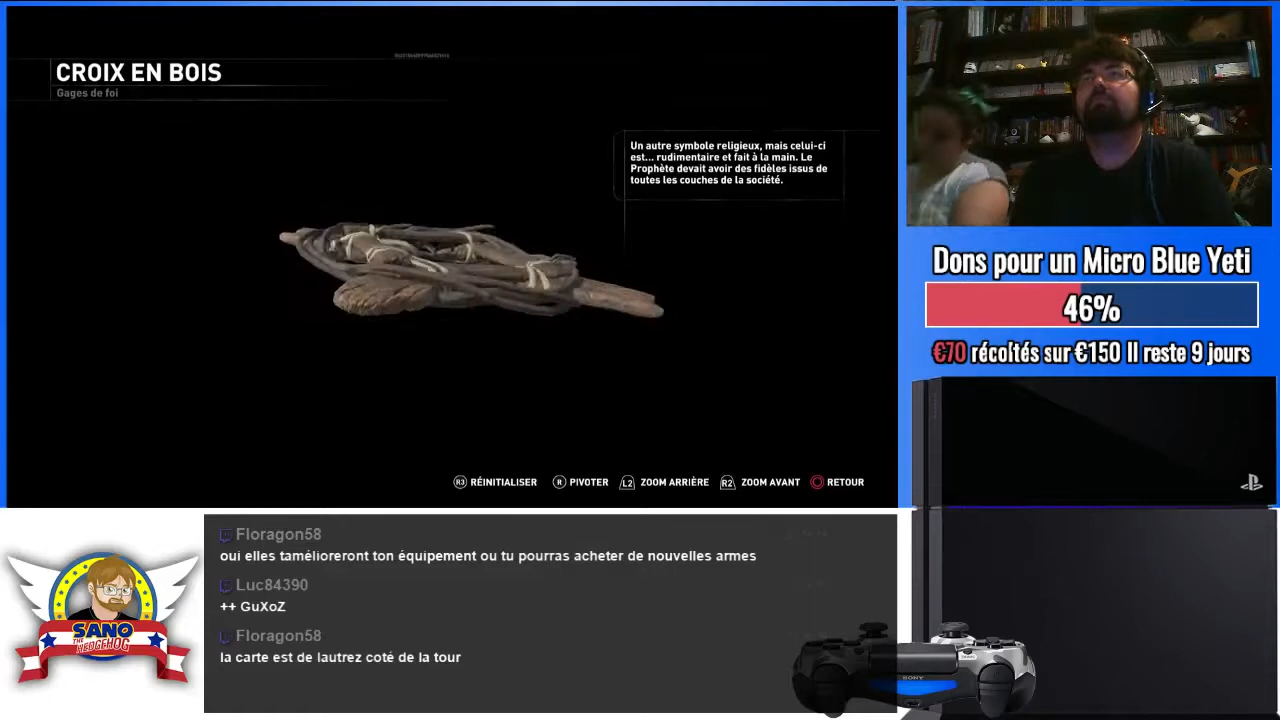 CROIX EN BOIS
Gages de foi
Un autre symbole religieux, mais celui-ci
est... rudimentaire et fait à la main. Le
Prophète devait avoir des fidèles issus de
toutes les couches de la société.
R3 RÉINITIALISER R PIVOTER L2 ZOOM ARRIÈRE R2 ZOOM AVANT RETOUR
Dons pour un Micro Blue Yeti
46%
€70 récoltés sur €150 Il reste 9 jours
Floragon58
oui elles tamélioreront ton équipement ou tu pourras acheter de nouvelles armes
Luc84390
++ GuXoZ
Floragon58
la carte est de lautrez coté de la tour
SANO
THE HEDGEHOG
SONY